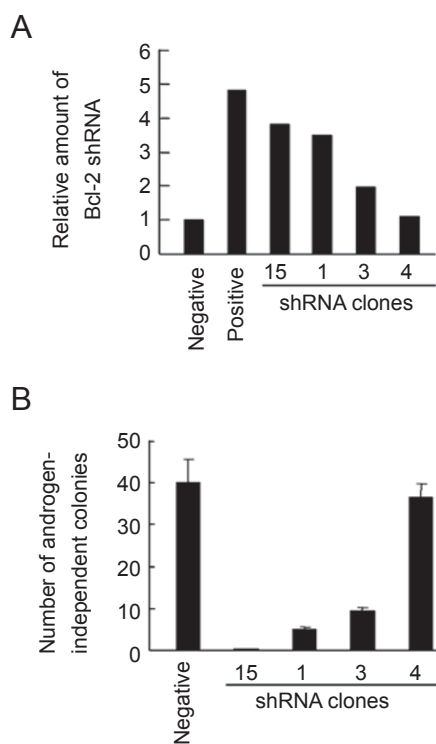 A
Relative amount of
Bcl-2 shRNA
6
5
4
3
2
1
0
Negative
Positive
15 1 3 4
shRNA clones
B
Number of androgen-
independent colonies
50
40
30
20
10
0
Negative
15 1 3 4
shRNA clones